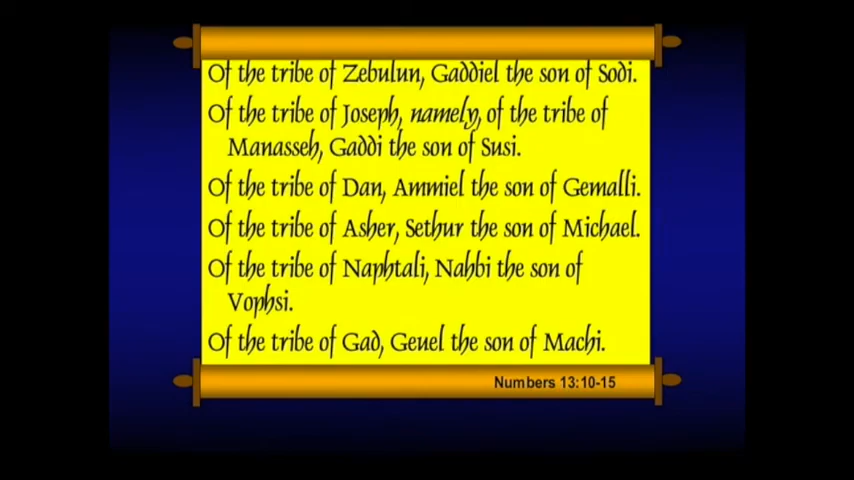 Of the tribe of Zebulun, Gaddiel the son of Sodi.
Of the tribe of Joseph, namely, of the tribe of
Manasseh, Gaddi the son of Susi.
Of the tribe of Dan, Ammiel the son of Gemalli.
Of the tribe of Asher, Sethur the son of Michael.
Of the tribe of Naphtali, Nahbi the son of
Vophsi.
Of the tribe of Gad, Geuel the son of Machi.
Numbers 13:10-15